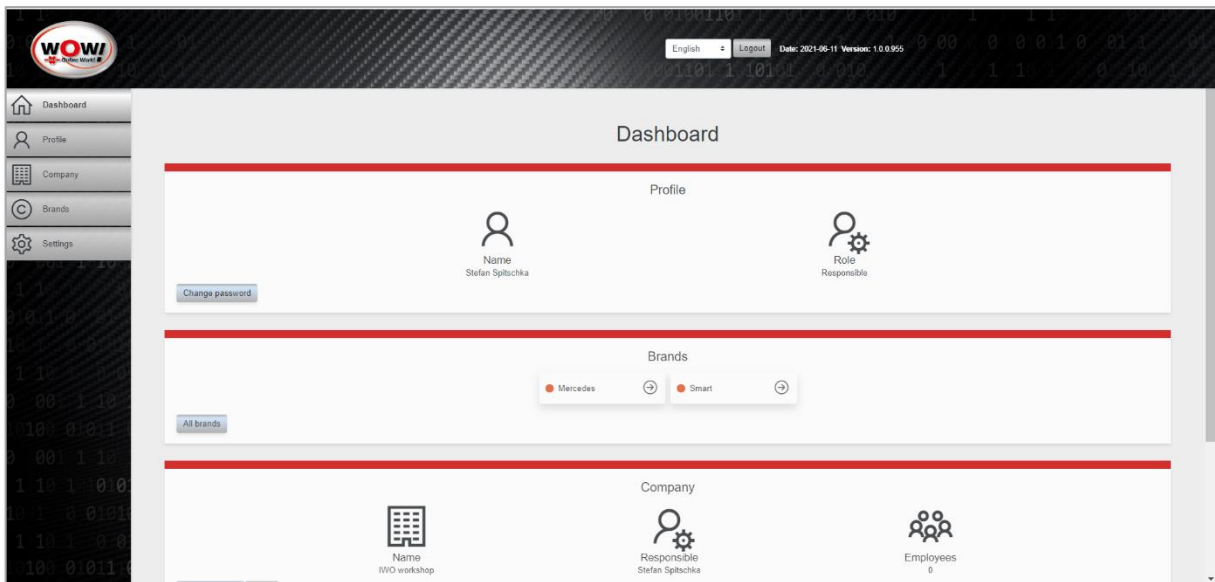 WOW!
Online World!
English
Logout
Date: 2021-06-11 Version: 1.0.0.955
Dashboard
Profile
Company
Brands
Settings
Dashboard
Profile
Name
Stefan Spitschka
Role
Responsible
Change password
Brands
Mercedes
Smart
All brands
Company
Name
IWO workshop
Responsible
Stefan Spitschka
Employees
0